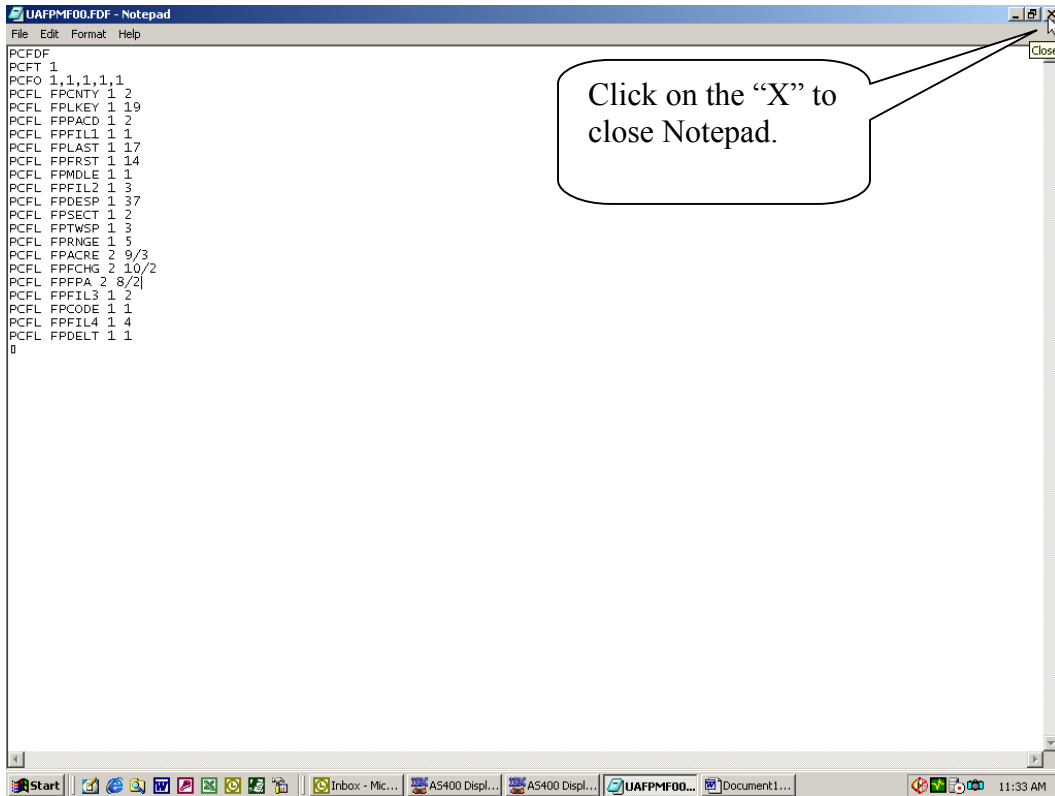 UAFPMF00.FDF - Notepad
File Edit Format Help
Close
PCFDF
PCFT 1
PCFO 1,1,1,1,1
PCFL FPCNTY 1 2
PCFL FPLKEY 1 19
PCFL FPPACD 1 2
PCFL FPFIL1 1 1
PCFL FPLAST 1 17
PCFL FPFRST 1 14
PCFL FPMDLE 1 1
PCFL FPFIL2 1 3
PCFL FPDESP 1 37
PCFL FPSECT 1 2
PCFL FPTWSP 1 3
PCFL FPRNGE 1 5
PCFL FPACRE 2 9/3
PCFL FPFCHG 2 10/2
PCFL FPFPA 2 8/2
PCFL FPFIL3 1 2
PCFL FPCODE 1 1
PCFL FPFIL4 1 4
PCFL FPDELT 1 1
Click on the “X” to
close Notepad.
Start Inbox - Mic... AS400 Displ... AS400 Displ... UAFPMF00... Document1... 11:33 AM